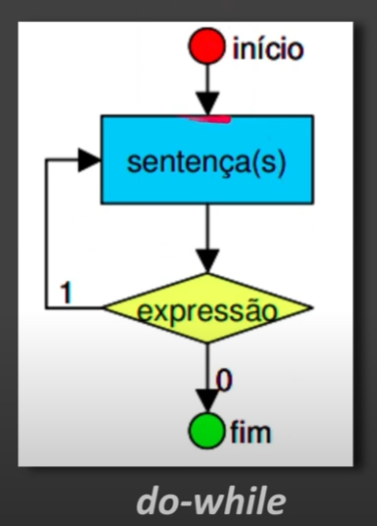 início
sentença(s)
1
expressão
0
fim
do-while